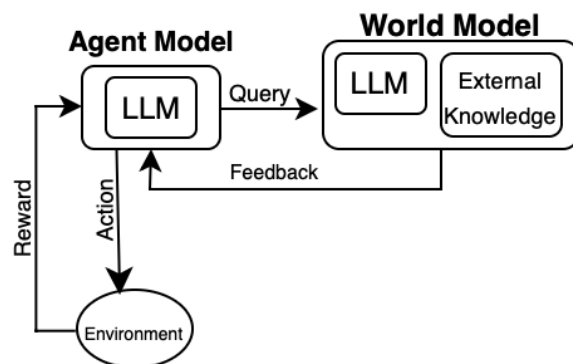 Agent Model
World Model
LLM
Query
LLM
External
Knowledge
Feedback
Reward
Action
Environment